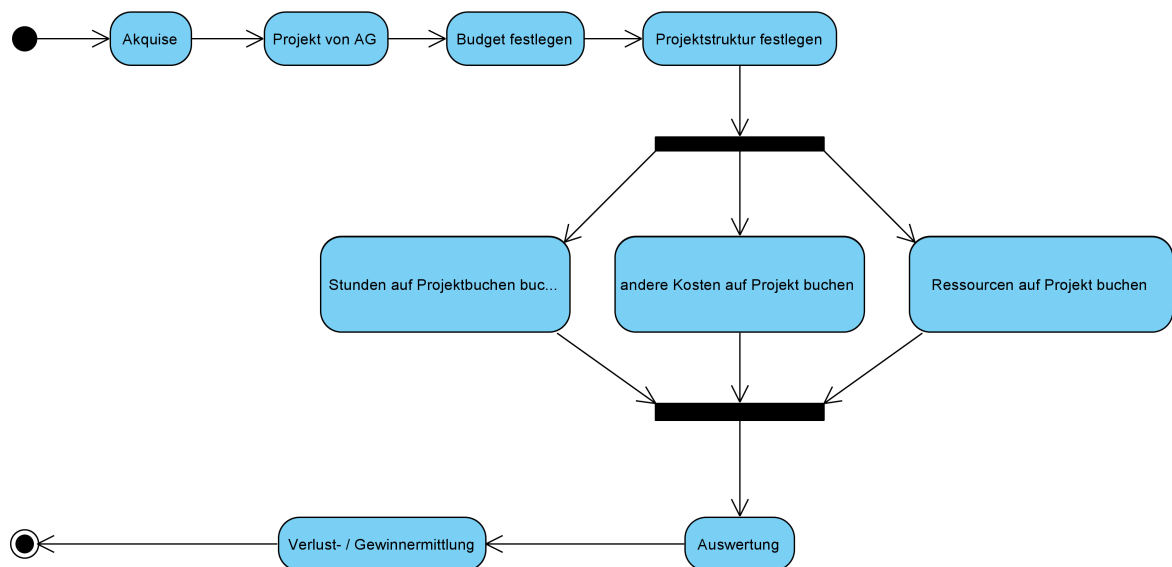 Akquise
Projekt von AG
Budget festlegen
Projektstruktur festlegen
Stunden auf Projektbuchen buc...
andere Kosten auf Projekt buchen
Ressourcen auf Projekt buchen
Verlust- / Gewinnermittlung
Auswertung